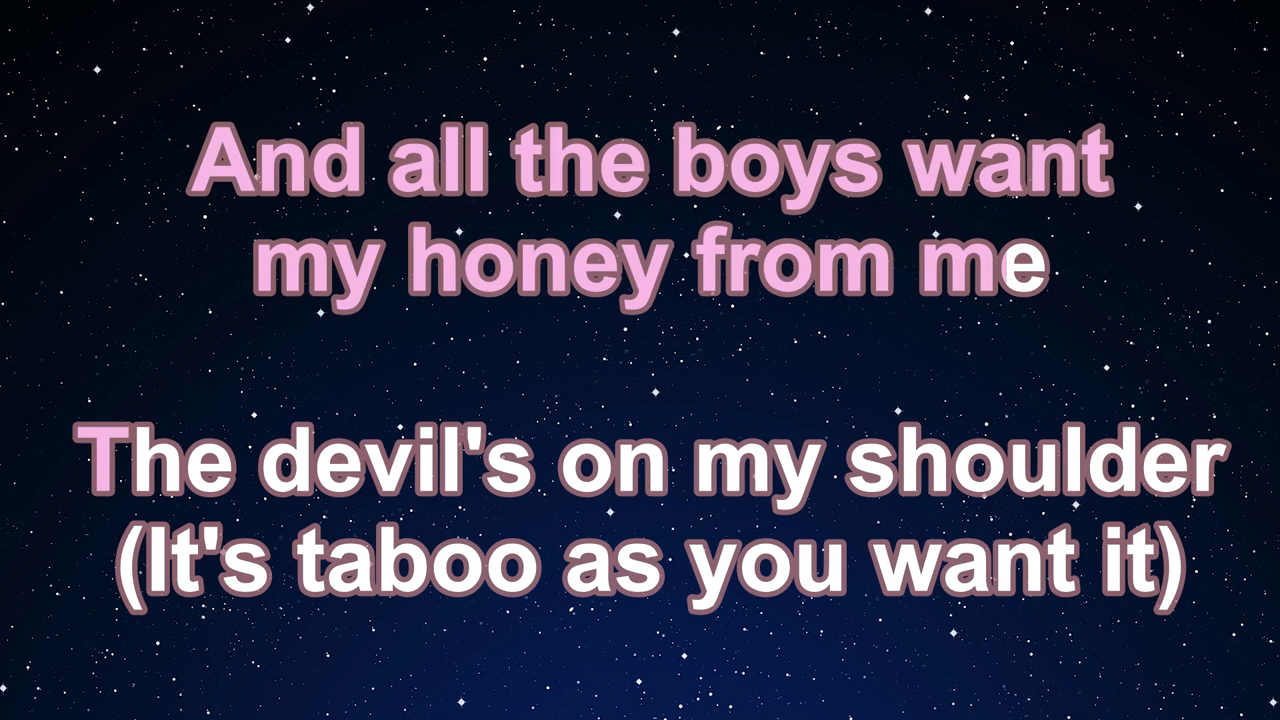 And all the boys want
my honey from me
The devil's on my shoulder
(It's taboo as you want it)